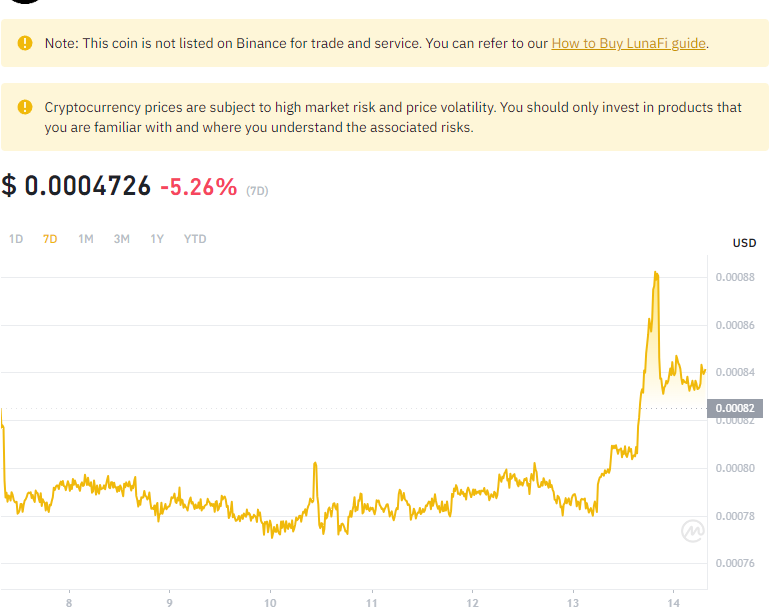 Note: This coin is not listed on Binance for trade and service. You can refer to our How to Buy LunaFi guide.
Cryptocurrency prices are subject to high market risk and price volatility. You should only invest in products that
you are familiar with and where you understand the associated risks.
$ 0.0004726 -5.26% (7D)
1D 7D 1M 3M 1Y YTD
USD
0.00088
0.00086
0.00084
0.00082
0.00082
0.00080
0.00078
0.00076
8 9 10 11 12 13 14